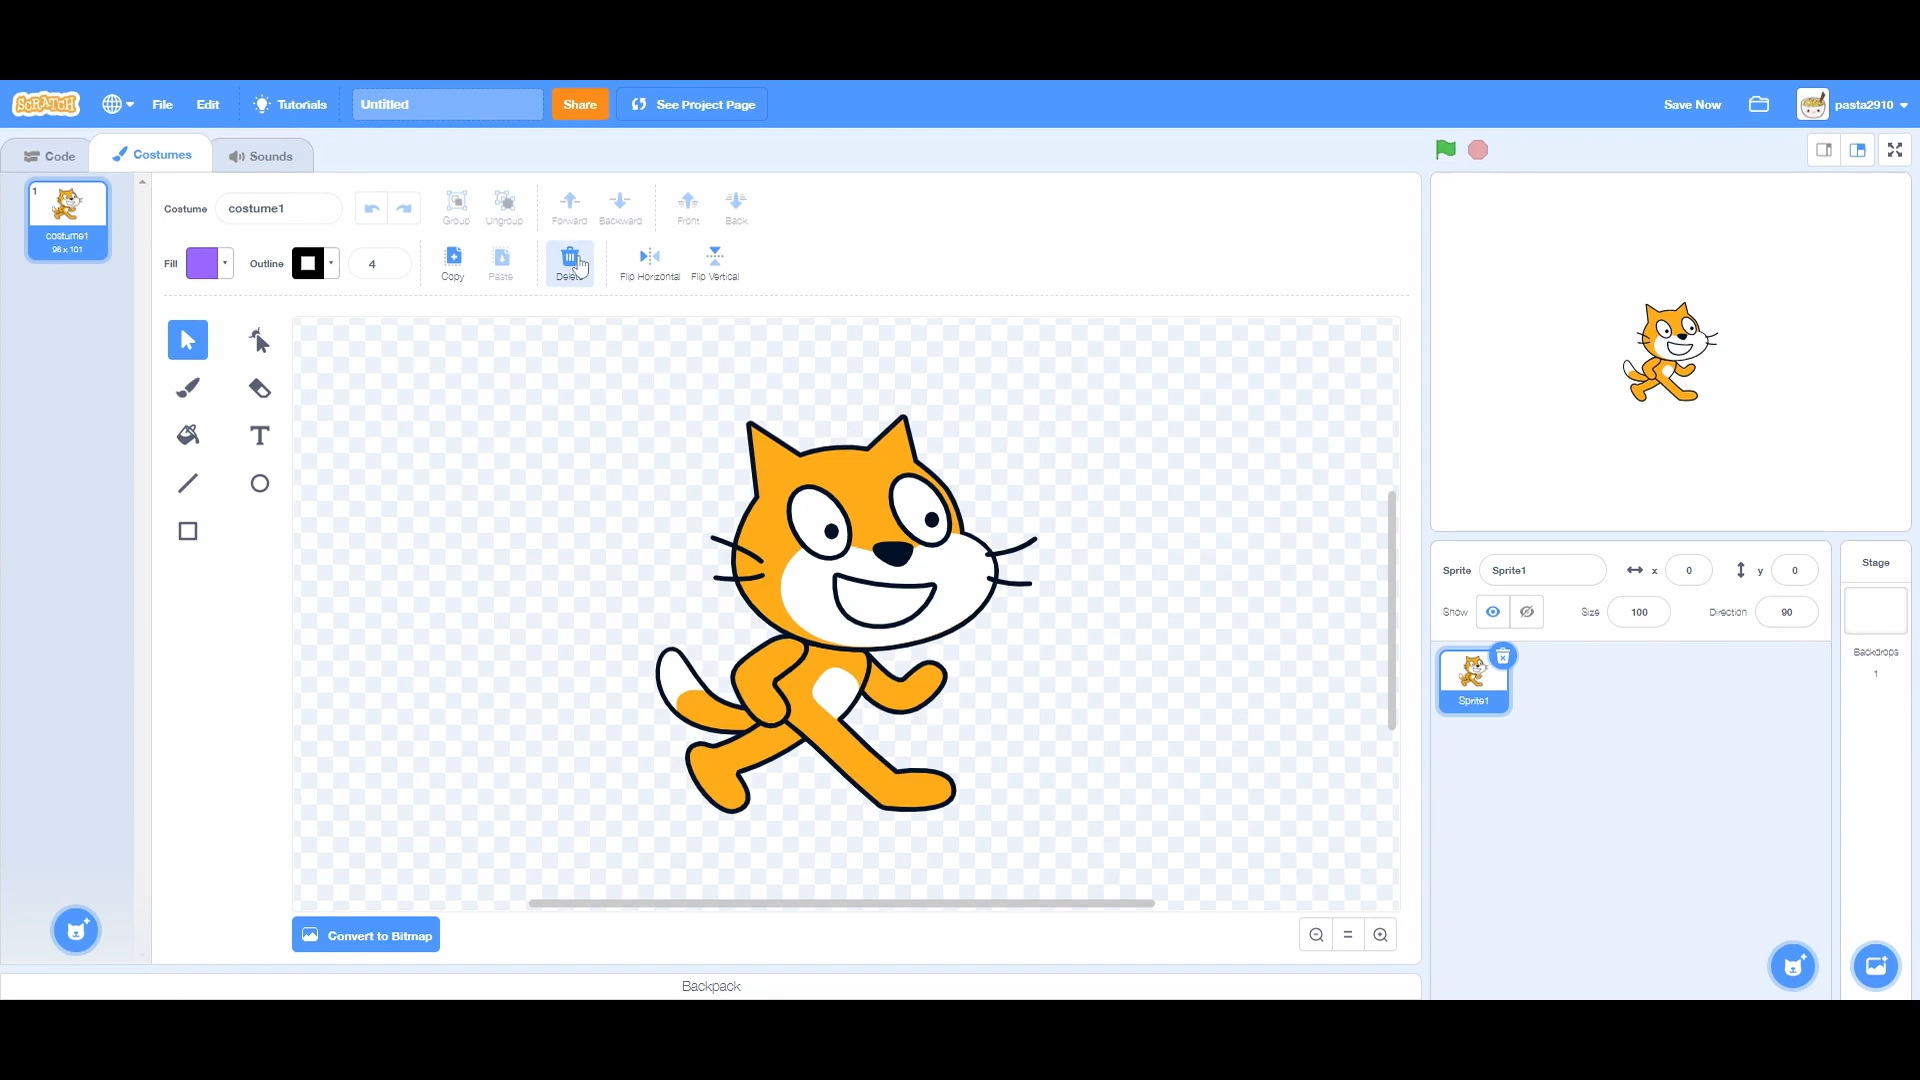 SCRATCH File Edit Tutorials Untitled Share See Project Page Save Now pasta2910
Code Costumes Sounds
1
costume1
96 x 101
Costume costume1 Group Ungroup Forward Backward Front Back
Fill Outline 4 Copy Paste Delete Flip Horizontal Flip Vertical
Convert to Bitmap
Backpack
Sprite Sprite1 x 0 y 0
Show Size 100 Direction 90
Sprite1
Stage
Backdrops
1